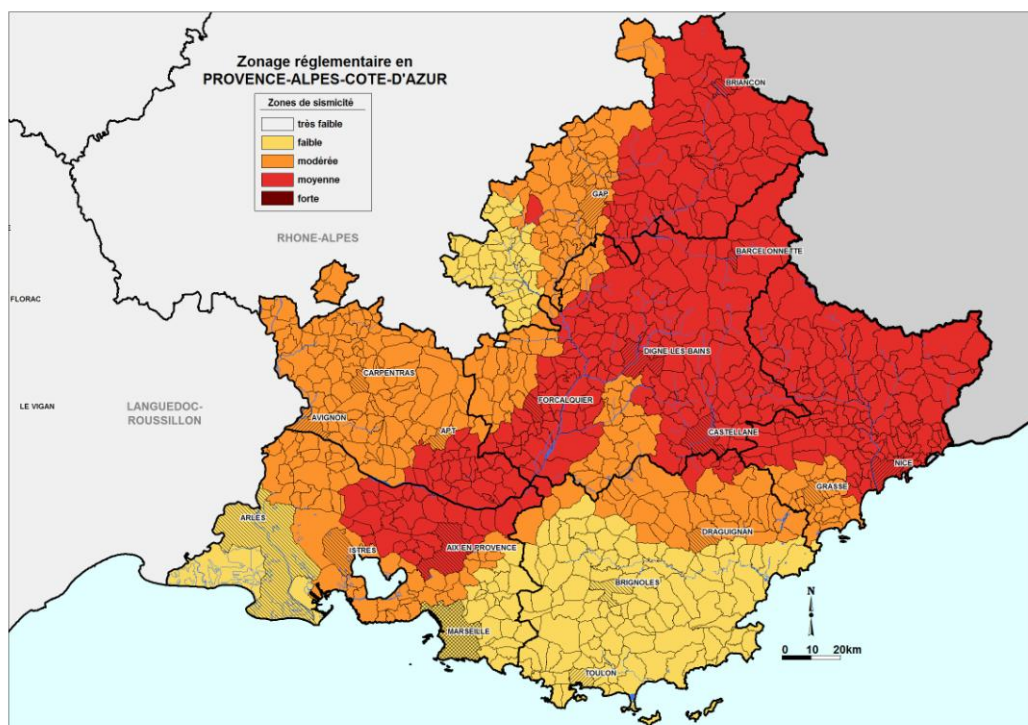 Zonage réglementaire en
PROVENCE-ALPES-COTE-D'AZUR
Zones de sismicité
très faible
faible
modérée
moyenne
forte
BRIANÇON
GAP
RHONE-ALPES
BARCELONNETTE
FLORAC
DIGNE-LES-BAINS
CARPENTRAS
FORCALQUIER
LE VIGAN
LANGUEDOC-
ROUSSILLON
AVIGNON
APT
CASTELLANE
NICE
GRASSE
ARLES
DRAGUIGNAN
ISTRES
AIX EN PROVENCE
BRIGNOLES
N
MARSEILLE
0 10 20km
TOULON